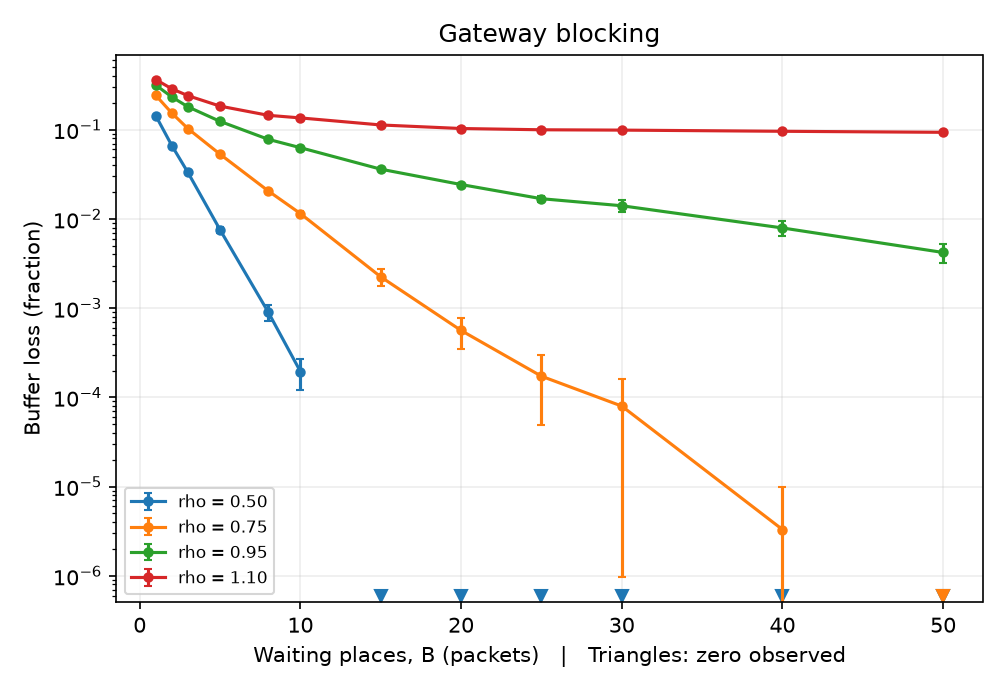 Gateway blocking
Buffer loss (fraction)
10⁻¹
10⁻²
10⁻³
10⁻⁴
10⁻⁵
10⁻⁶
rho = 0.50
rho = 0.75
rho = 0.95
rho = 1.10
0 10 20 30 40 50
Waiting places, B (packets) | Triangles: zero observed